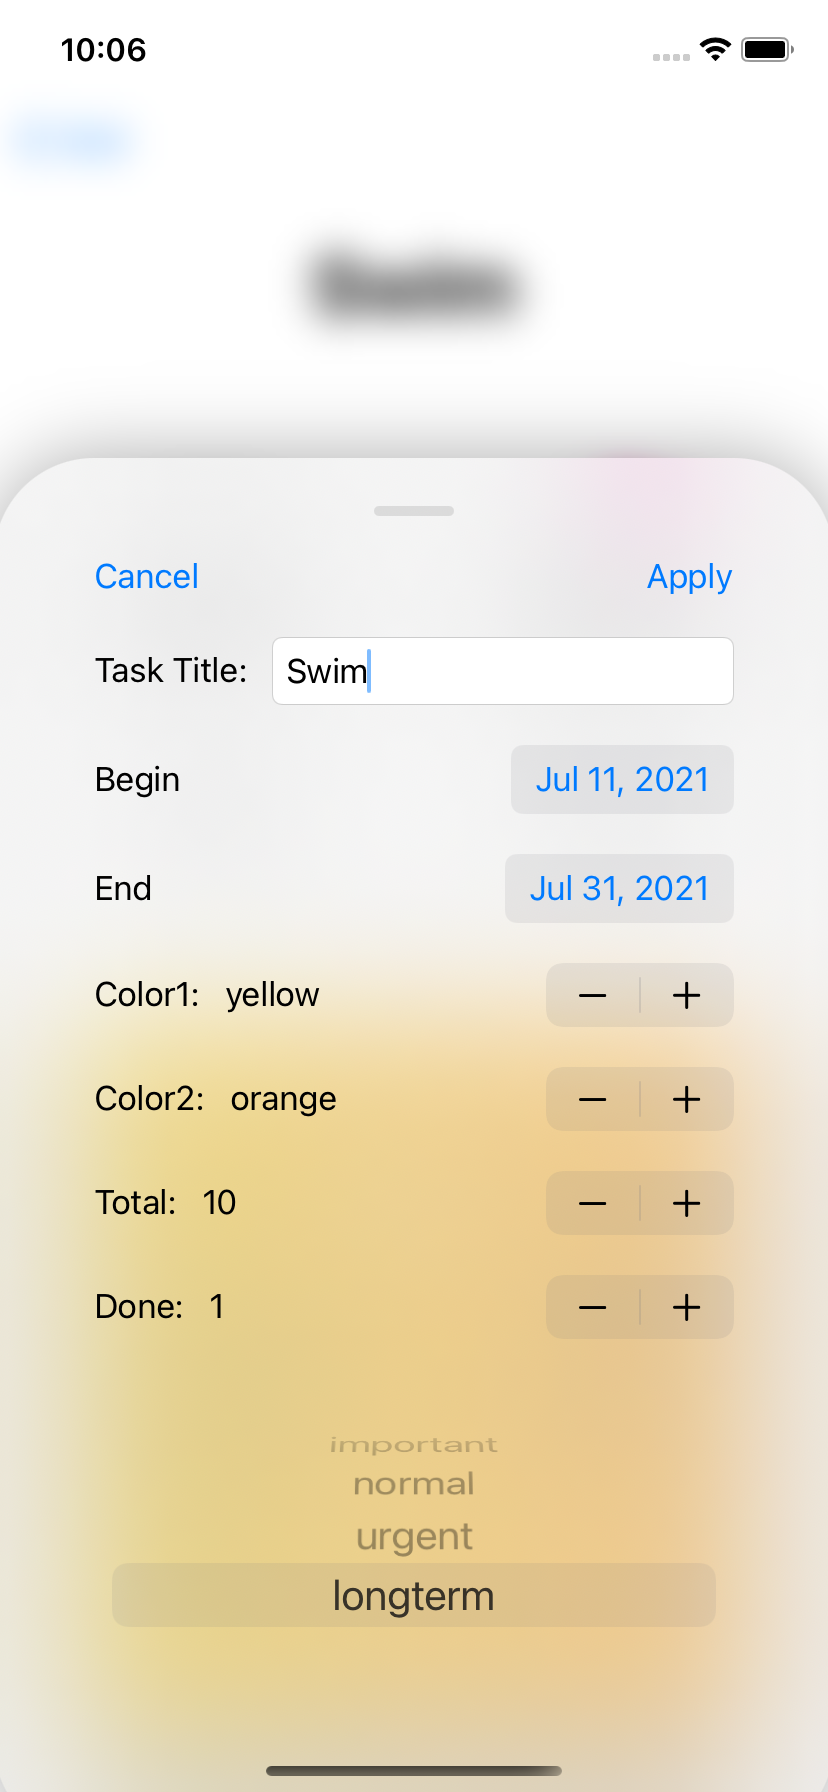 10:06
Cancel Apply
Task Title: Swim
Begin Jul 11, 2021
End Jul 31, 2021
Color1: yellow
Color2: orange
Total: 10
Done: 1
important
normal
urgent
longterm